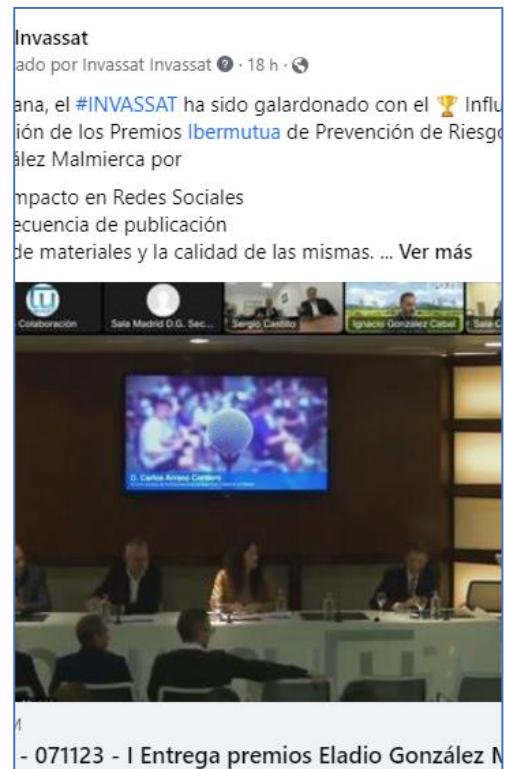 Invassat
ado por Invassat Invassat · 18 h ·
ana, el #INVASSAT ha sido galardonado con el 🏆 Influ
ión de los Premios Ibermutua de Prevención de Riesgo
ález Malmierca por
mpacto en Redes Sociales
ecuencia de publicación
de materiales y la calidad de las mismas. ... Ver más
Colaboración
Sala Madrid D.G. Sec...
Sergio Castillo
Ignacio Gonzalez Cabal
Sala C
D. Carlos Arranz Cordero
- 071123 - I Entrega premios Eladio González M